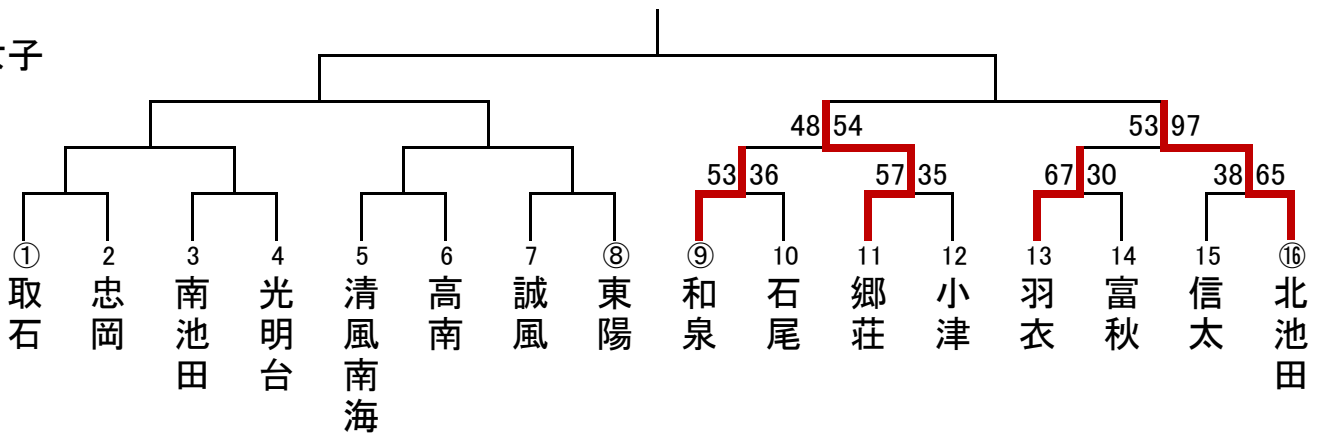 子
48 54 53 97
53 36 57 35 67 30 38 65
① 2 3 4 5 6 7 ⑧ ⑨ 10 11 12 13 14 15 ⑯
取石
忠岡
南池田
光明台
清風南海
高南
誠風
東陽
和泉
石尾
郷荘
小津
羽衣
富秋
信太
北池田